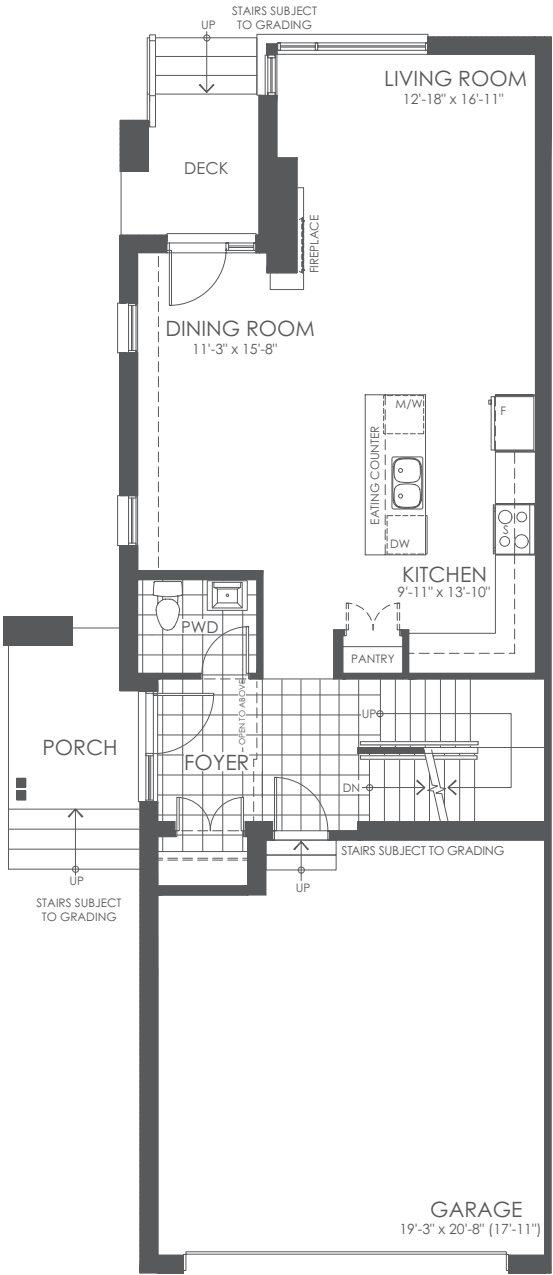 STAIRS SUBJECT
TO GRADING
UP
LIVING ROOM
12'-18" x 16'-11"
DECK
FIREPLACE
DINING ROOM
11'-3" x 15'-8"
M/W
F
EATING COUNTER
S
DW
KITCHEN
9'-11" x 13'-10"
PWD
PANTRY
OPEN TO ABOVE
UP
PORCH
FOYER
DN
STAIRS SUBJECT TO GRADING
UP
UP
STAIRS SUBJECT
TO GRADING
GARAGE
19'-3" x 20'-8" (17'-11")